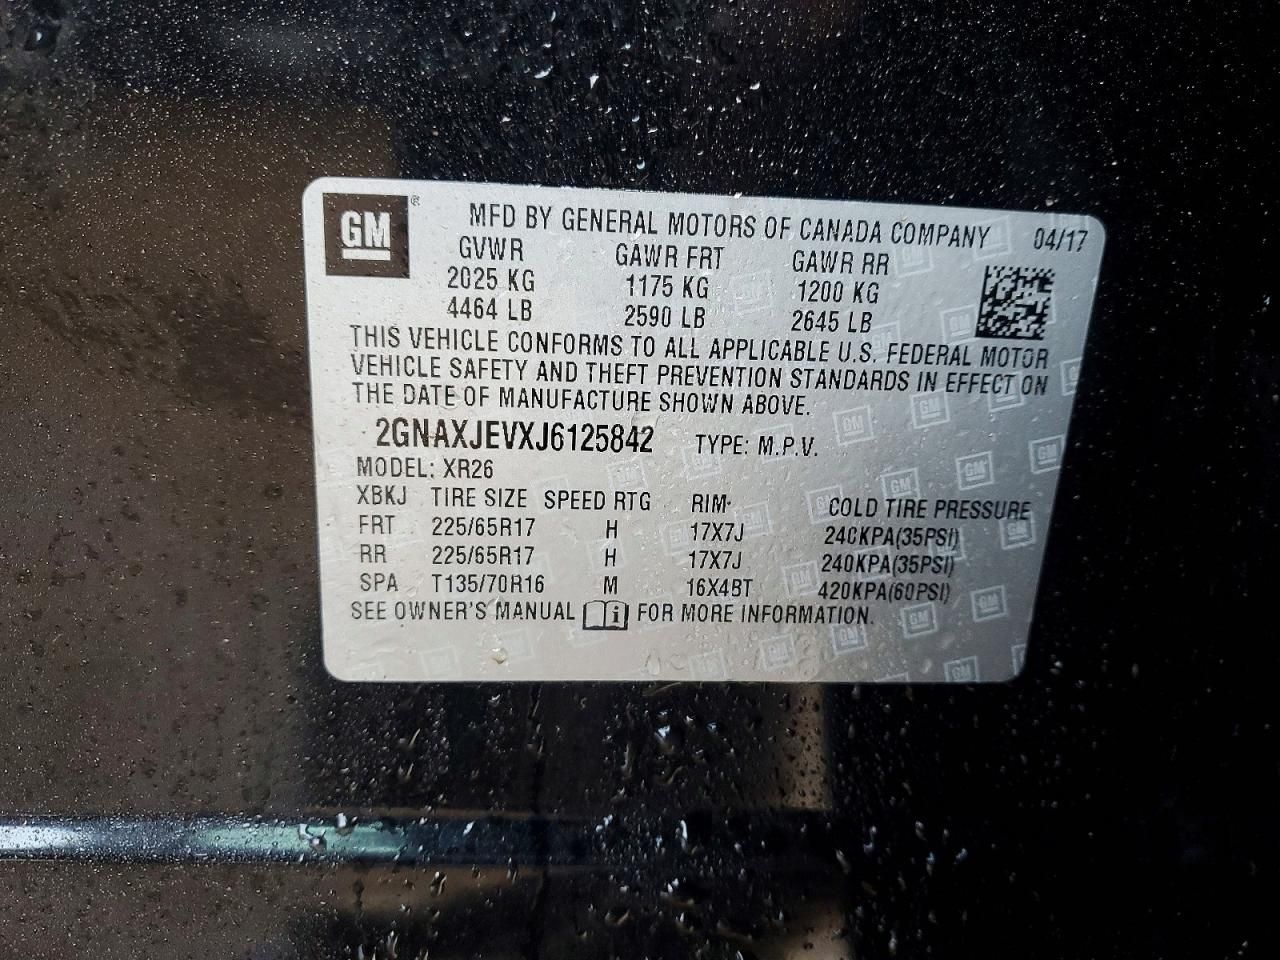 GM ®
MFD BY GENERAL MOTORS OF CANADA COMPANY 04/17
GVWR GAWR FRT GAWR RR
2025 KG 1175 KG 1200 KG
4464 LB 2590 LB 2645 LB
THIS VEHICLE CONFORMS TO ALL APPLICABLE U.S. FEDERAL MOTOR
VEHICLE SAFETY AND THEFT PREVENTION STANDARDS IN EFFECT ON
THE DATE OF MANUFACTURE SHOWN ABOVE.
2GNAXJEVXJ6125842 TYPE: M.P.V.
MODEL: XR26
XBKJ TIRE SIZE SPEED RTG RIM COLD TIRE PRESSURE
FRT 225/65R17 H 17X7J 240KPA(35PSI)
RR 225/65R17 H 17X7J 240KPA(35PSI)
SPA T135/70R16 M 16X4BT 420KPA(60PSI)
SEE OWNER'S MANUAL i FOR MORE INFORMATION.